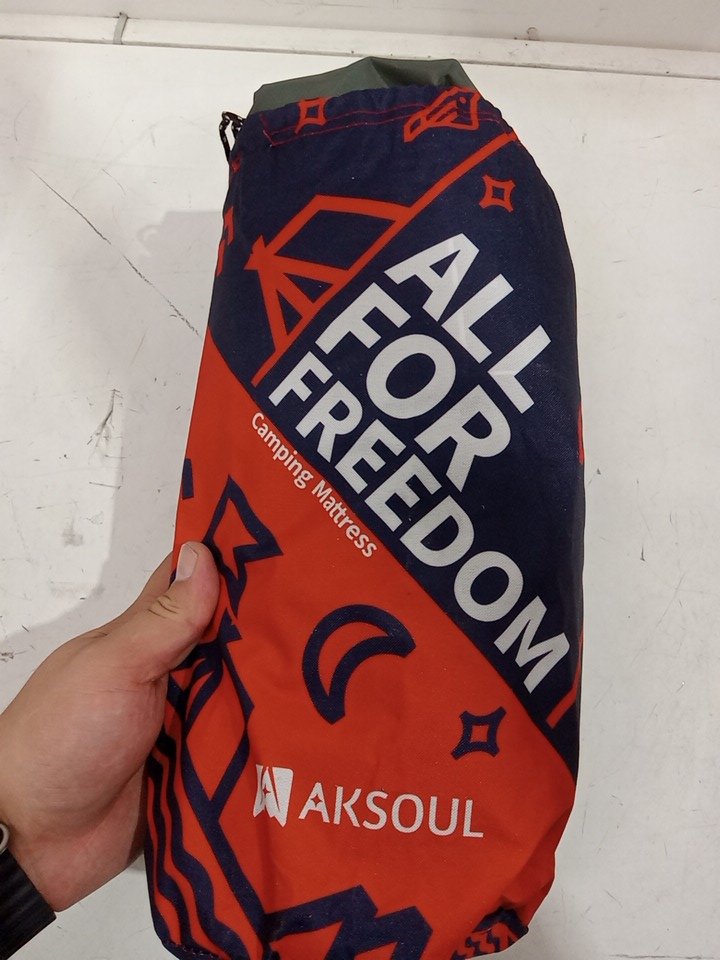 ALL
FOR
FREEDOM
Camping Mattress
AKSOUL